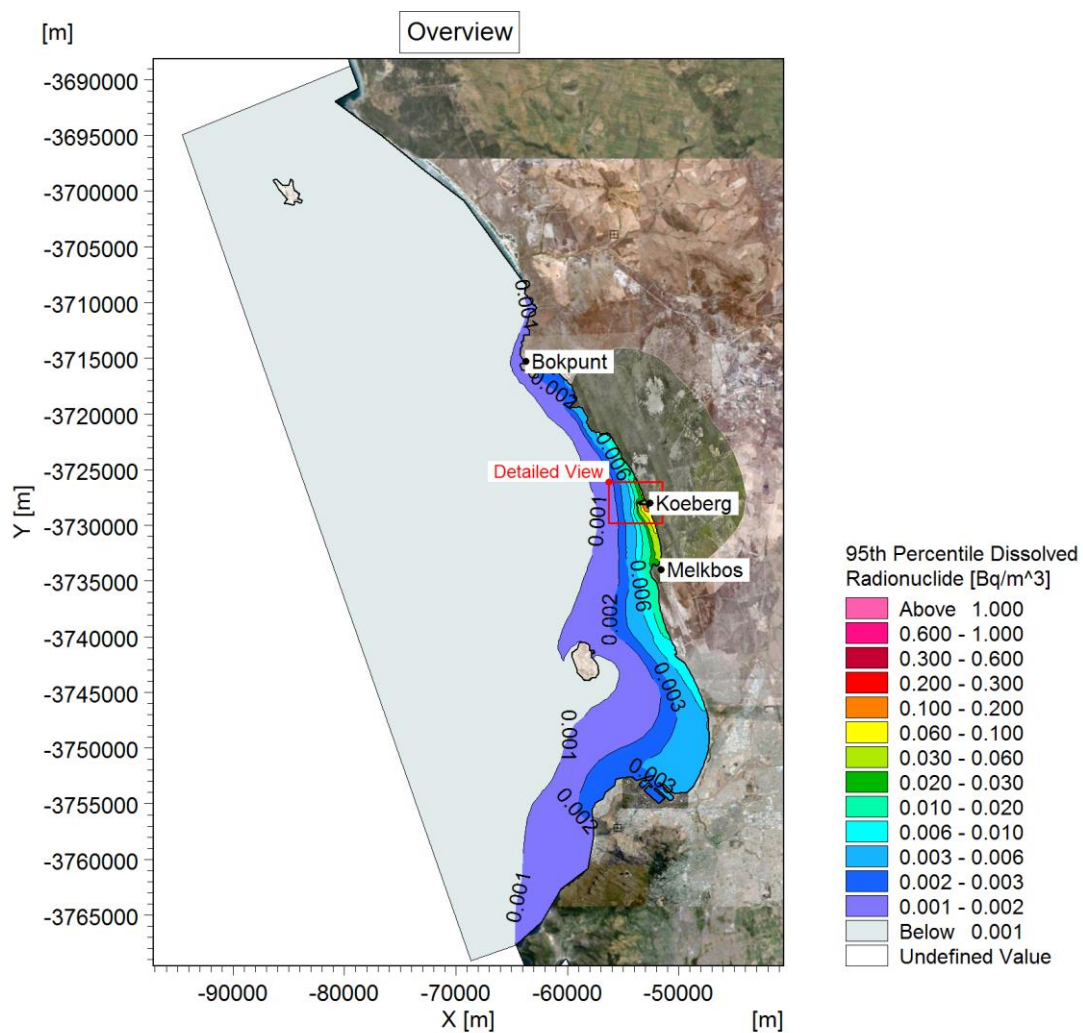 [m]
Overview
-3690000
-3695000
-3700000
-3705000
-3710000
-3715000
-3720000
-3725000
-3730000
-3735000
-3740000
-3745000
-3750000
-3755000
-3760000
-3765000
Y [m]
0.001
Bokpunt
0.002
0.006
Detailed View
Koeberg
0.001
Melkbos
0.006
0.002
0.003
0.001
0.003
0.002
0.001
-90000
-80000
-70000
-60000
-50000
X [m]
[m]
95th Percentile Dissolved
Radionuclide [Bq/m^3]
Above 1.000
0.600 - 1.000
0.300 - 0.600
0.200 - 0.300
0.100 - 0.200
0.060 - 0.100
0.030 - 0.060
0.020 - 0.030
0.010 - 0.020
0.006 - 0.010
0.003 - 0.006
0.002 - 0.003
0.001 - 0.002
Below 0.001
Undefined Value